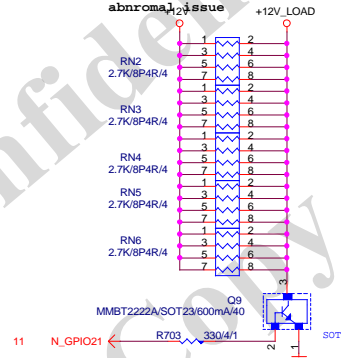 abnromal issue
+12V
+12V_LOAD
1 2
3 4
5 6
7 8
RN2
2.7K/8P4R/4
1 2
3 4
5 6
7 8
RN3
2.7K/8P4R/4
1 2
3 4
5 6
7 8
RN4
2.7K/8P4R/4
1 2
3 4
5 6
7 8
RN5
2.7K/8P4R/4
1 2
3 4
5 6
7 8
RN6
2.7K/8P4R/4
3
Q9
MMBT2222A/SOT23/600mA/40
SOT
11 N_GPIO21
R703 330/4/1
2 1
Copy